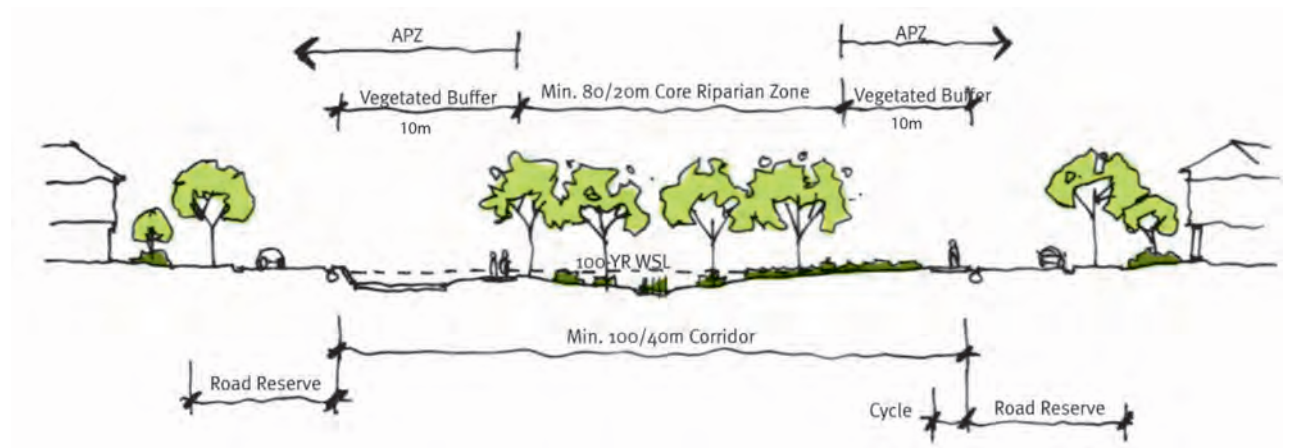 APZ
APZ
Vegetated Buffer
Min. 80/20m Core Riparian Zone
Vegetated Buffer
10m
10m
100 YR WSL
Min. 100/40m Corridor
Road Reserve
Cycle
Road Reserve